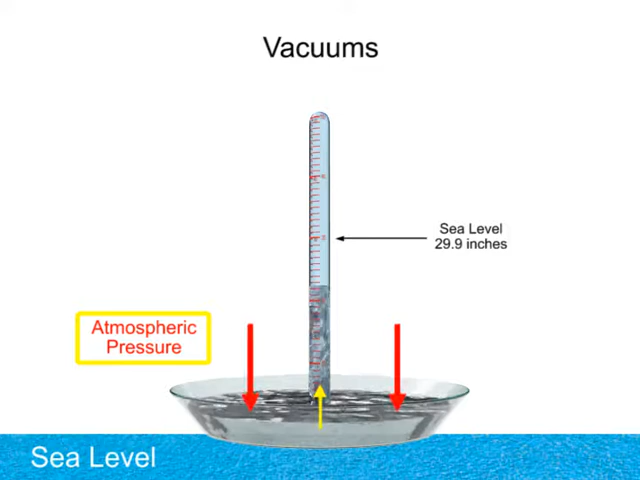 Vacuums
Sea Level
29.9 inches
Atmospheric
Pressure
Sea Level